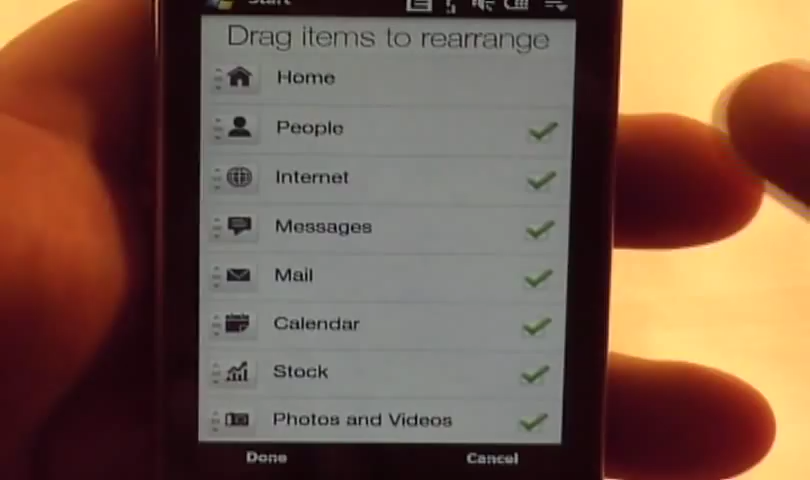 Start
Drag items to rearrange
Home
People
Internet
Messages
Mail
Calendar
Stock
Photos and Videos
Done Cancel